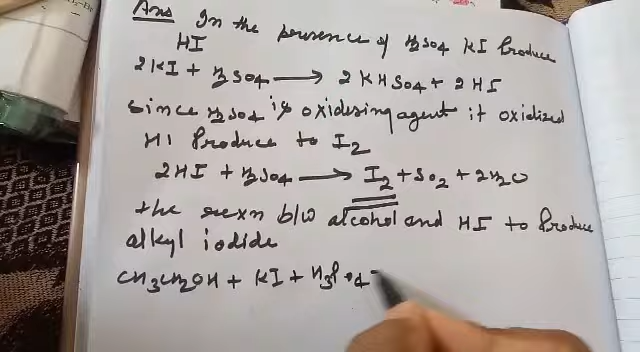 Ans In the presence of H2SO4 KI Produce
HI
2KI + H2SO4 → 2KHSO4 + 2HI
Since H2SO4 is oxidesing agent it oxidized
HI Produce to I2
2HI + H2SO4 → I2 + SO2 + 2H2O
the rexn b/w alcohol and HI to Produce
alkyl iodide
CH3CH2OH + KI + H3PO4